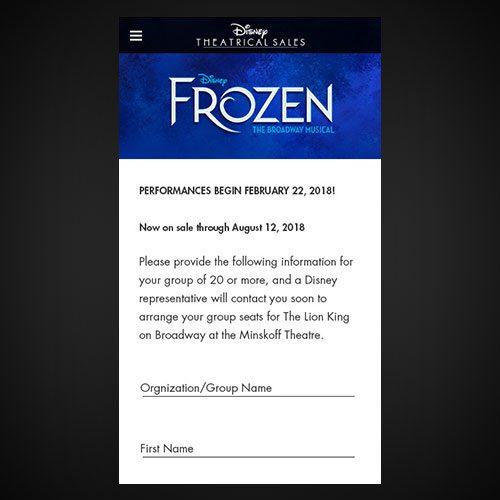 Disney
THEATRICAL SALES
Disney
FROZEN
THE BROADWAY MUSICAL
PERFORMANCES BEGIN FEBRUARY 22, 2018!
Now on sale through August 12, 2018
Please provide the following information for
your group of 20 or more, and a Disney
representative will contact you soon to
arrange your group seats for The Lion King
on Broadway at the Minskoff Theatre.
Orgnization/Group Name
First Name